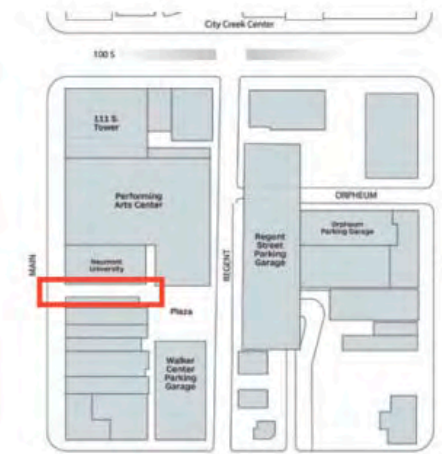 City Creek Center
100 S
111 S.
Tower
Performing
Arts Center
ORPHEUM
Orpheum
Parking Garage
Regent
Street
Parking
Garage
MAIN
Neumont
University
REGENT
Plaza
Walker
Center
Parking
Garage